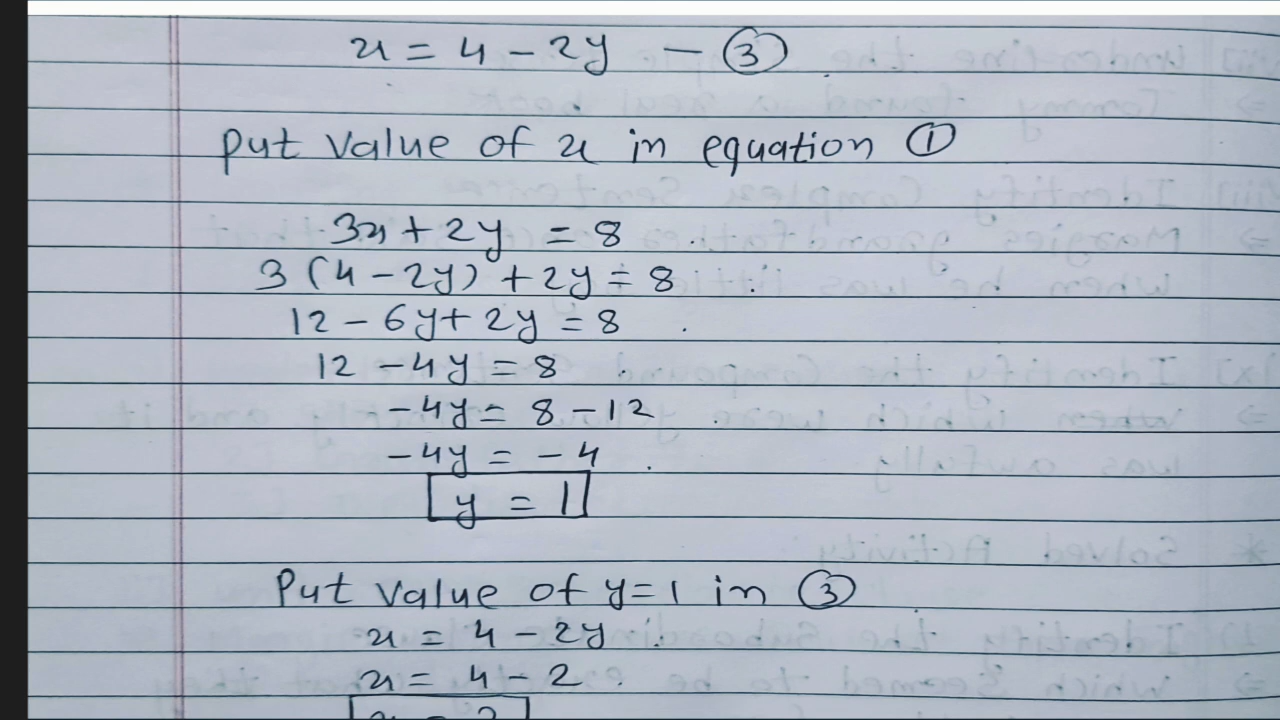 x = 4 - 2y — ③
Put value of x in equation ①
3x + 2y = 8
3 (4 - 2y) + 2y = 8
12 - 6y + 2y = 8
12 - 4y = 8
-4y = 8 - 12
-4y = -4
y = 1
Put value of y=1 in ③
x = 4 - 2y
x = 4 - 2